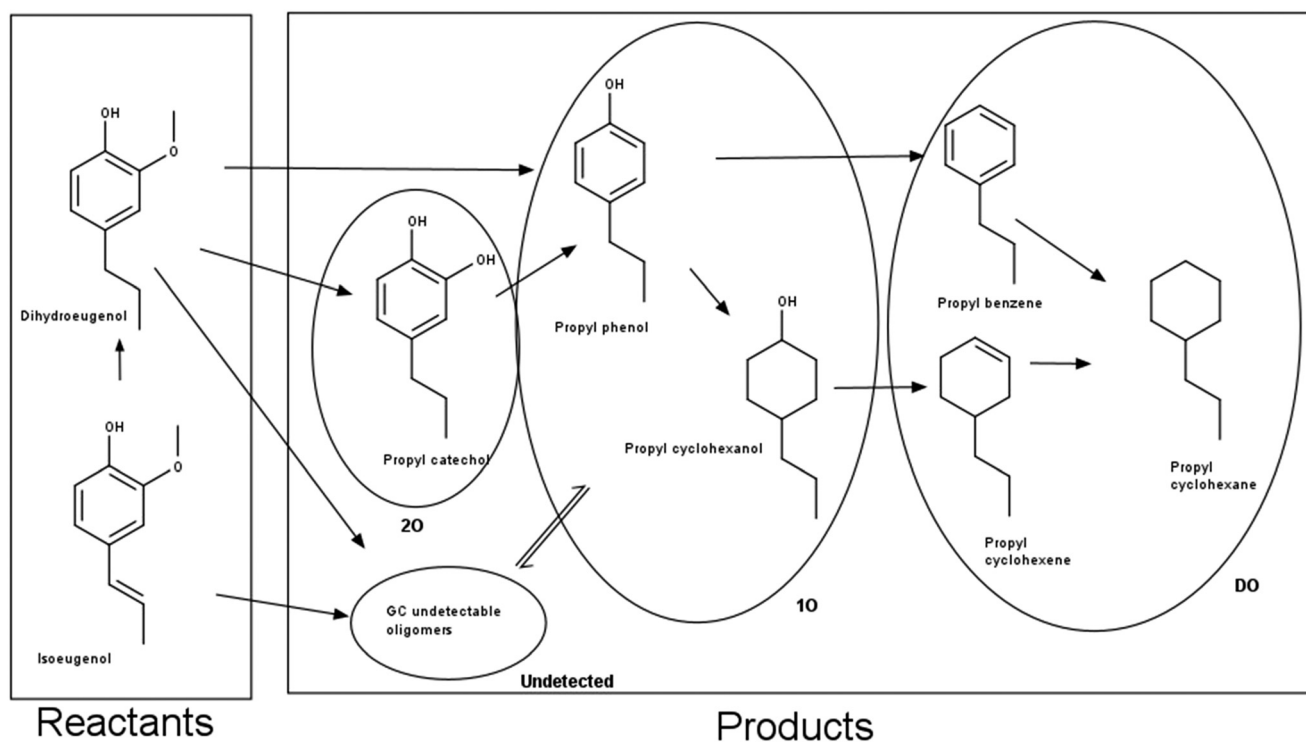 OH
O
Dihydroeugenol
OH
O
Isoeugenol
Reactants
OH
OH
Propyl catechol
2O
GC undetectable
oligomers
Undetected
OH
Propyl phenol
OH
Propyl cyclohexanol
1O
Propyl benzene
Propyl
cyclohexene
Propyl
cyclohexane
DO
Products